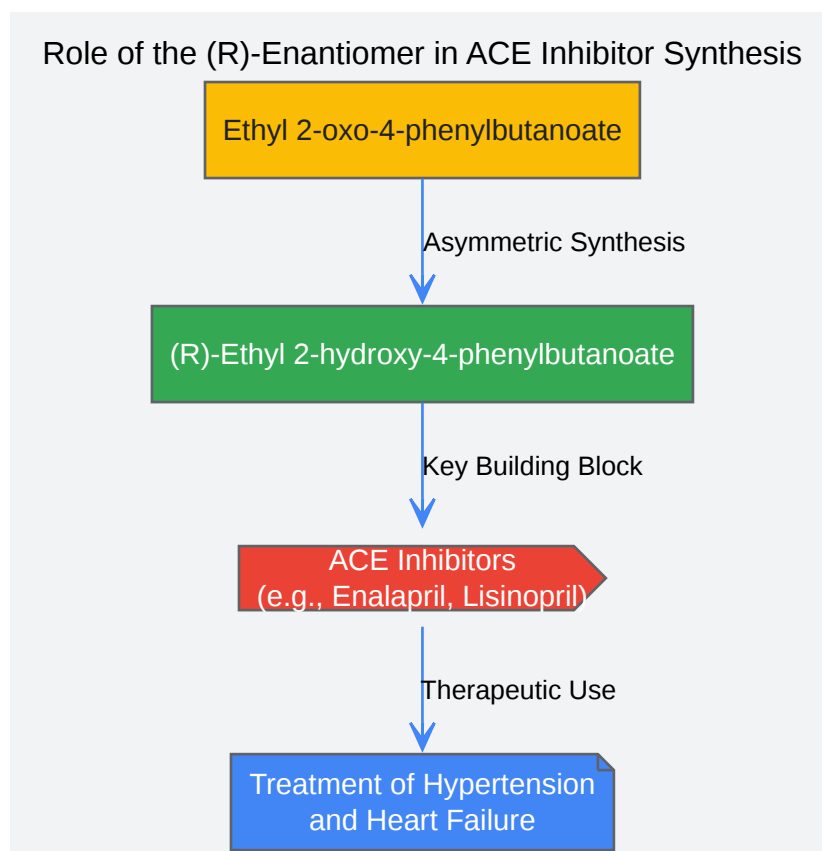 Role of the (R)-Enantiomer in ACE Inhibitor Synthesis
Ethyl 2-oxo-4-phenylbutanoate
Asymmetric Synthesis
(R)-Ethyl 2-hydroxy-4-phenylbutanoate
Key Building Block
ACE Inhibitors
(e.g., Enalapril, Lisinopril)
Therapeutic Use
Treatment of Hypertension
and Heart Failure